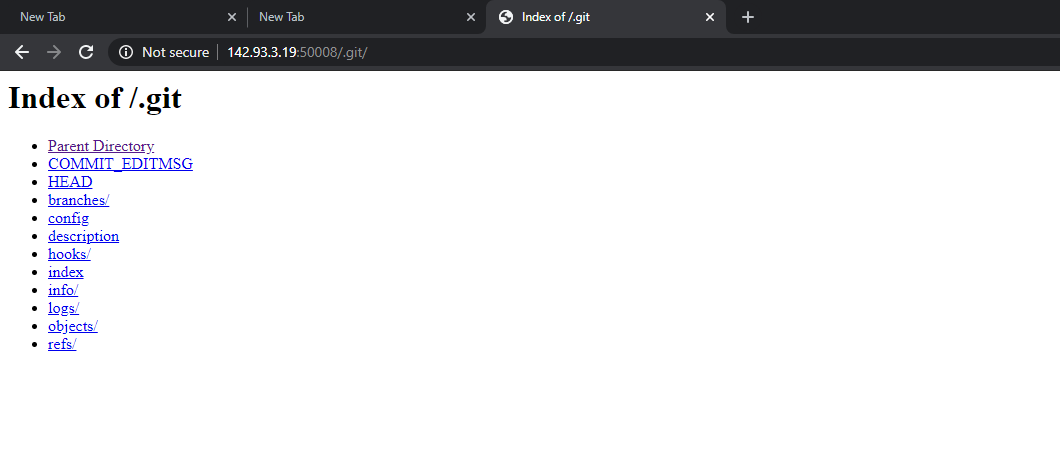 New Tab
New Tab
Index of /.git
Not secure
142.93.3.19:50008/.git/
Index of /.git
Parent Directory
COMMIT_EDITMSG
HEAD
branches/
config
description
hooks/
index
info/
logs/
objects/
refs/